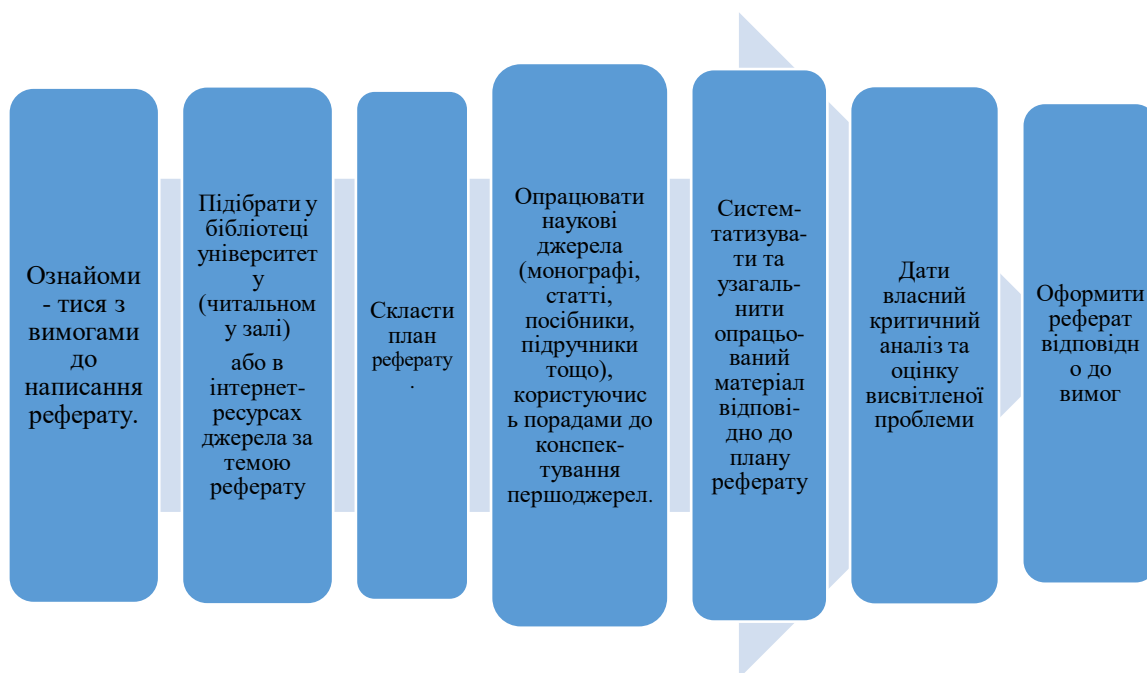 Ознайоми
- тися з
вимогами
до
написання
реферату.
Підібрати у
бібліотеці
університет
у
(читальном
у залі)
або в
інтернет-
ресурсах
джерела за
темою
реферату
Скласти
план
реферату
.
Опрацювати
наукові
джерела
(монографі,
статті,
посібники,
підручники
тощо),
користуючис
ь порадами до
конспек-
тування
першоджерел.
Систем-
татизува-
ти та
узагаль-
нити
опрацьо-
ований
матеріал
відпові-
дно до
плану
реферату
Дати
власний
критичний
аналіз та
оцінку
висвітленої
проблеми
Оформити
реферат
відповідн
о до
вимог